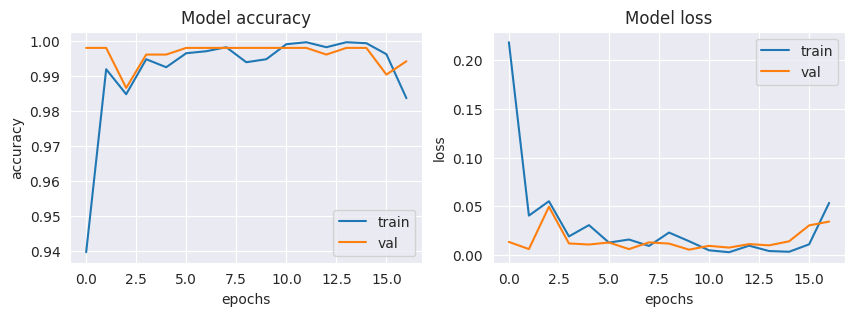 Model accuracy
1.00
0.99
0.98
0.97
0.96
0.95
0.94
accuracy
0.0 2.5 5.0 7.5 10.0 12.5 15.0
epochs
train
val
Model loss
0.20
0.15
0.10
0.05
0.00
loss
0.0 2.5 5.0 7.5 10.0 12.5 15.0
epochs
train
val